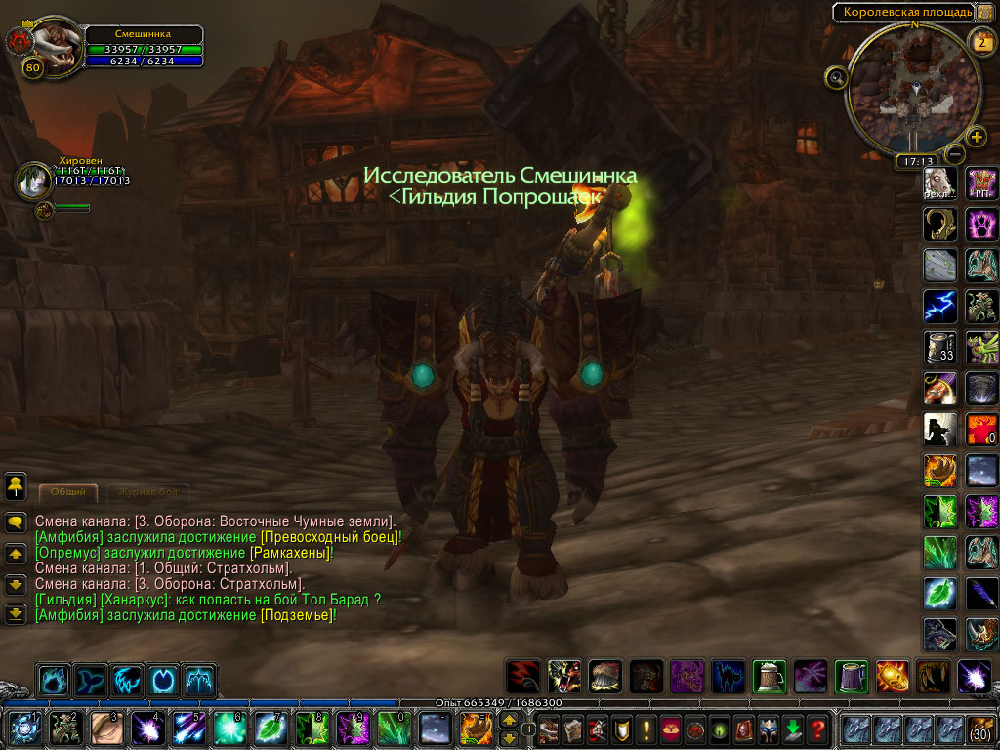 Королевская площадь
Смешиннка
33957 / 33957
6234 / 6234
80
N
2
17:13
Хировен
116T / 116T
17013 / 17013
Исследователь Смешиннка
<Гильдия Попрошаек
-РП-
33
0
1
Общий
Журнал боя
Смена канала: [3. Оборона: Восточные Чумные земли].
[Амфибия] заслужила достижение [Превосходный боец]!
[Опремус] заслужил достижение [Рамкахены]!
Смена канала: [1. Общий: Стратхольм].
Смена канала: [3. Оборона: Стратхольм].
[Гильдия] [Ханаркус]: как попасть на бой Тол Барад ?
[Амфибия] заслужила достижение [Подземье]!
Опыт 665349 / 1686300
1 2 3 4 5 6 7 8 9 0 - =
1
(30)